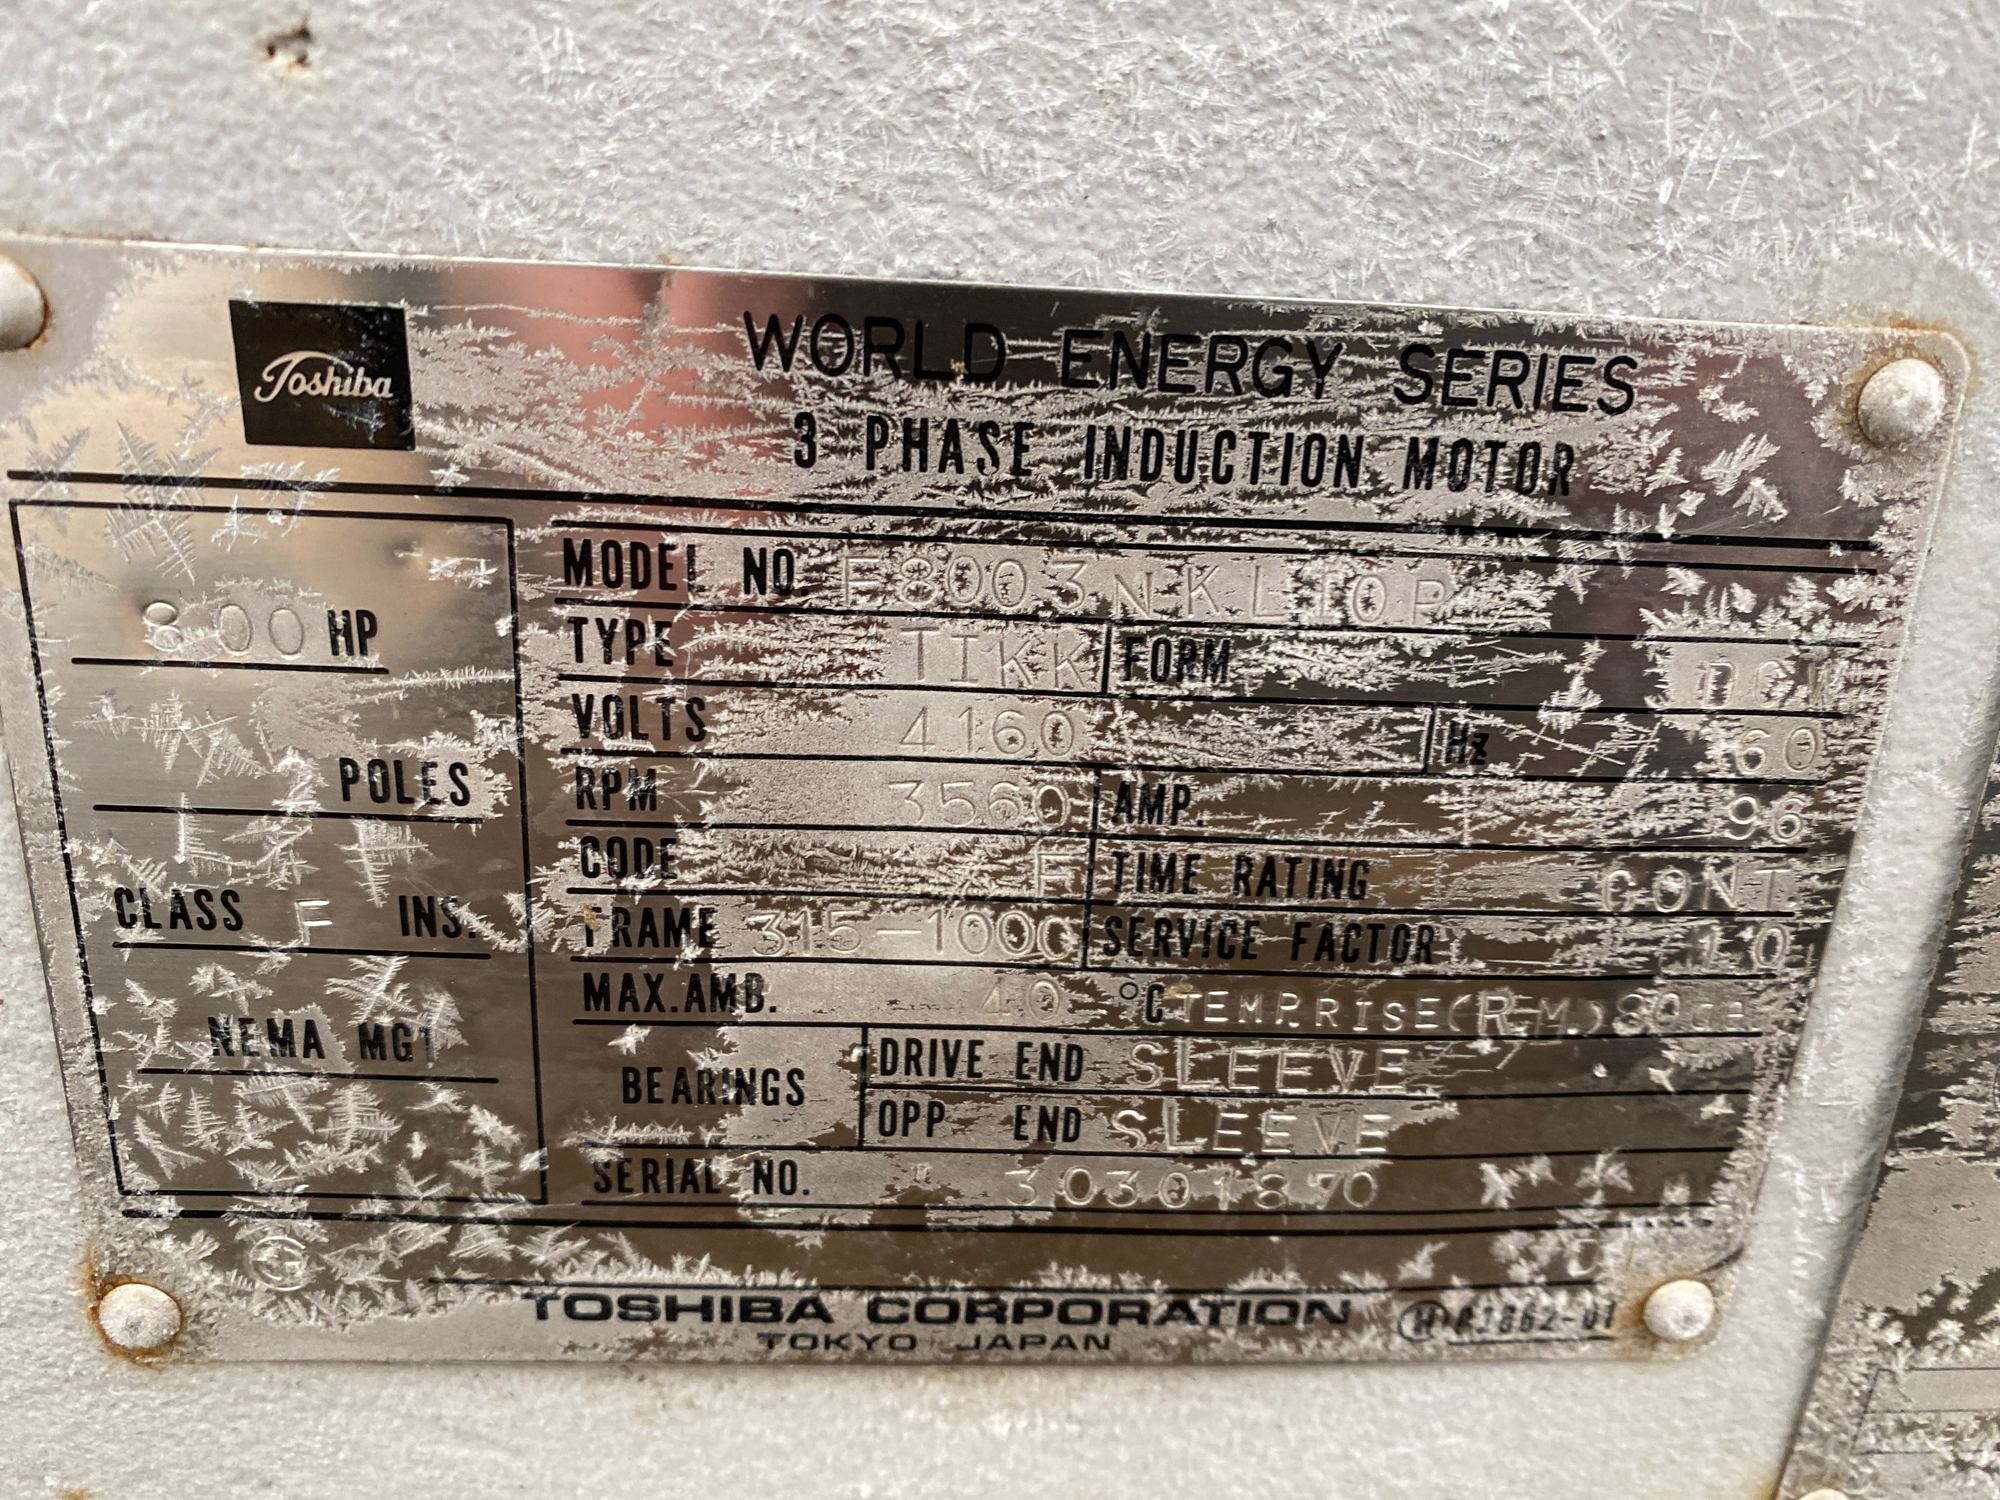 Toshiba
WORLD ENERGY SERIES
3 PHASE INDUCTION MOTOR
800 HP
POLES
CLASS F INS.
NEMA MG1
MODEL NO. F8003NKL10P
TYPE TIKK FORM
VOLTS 4160 Hz 60
RPM 3560 AMP. 96
CODE F TIME RATING CONT.
FRAME 315-1000 SERVICE FACTOR 1.0
MAX.AMB. 40 °C TEMP.RISE(R.M.)80
BEARINGS
DRIVE END SLEEVE
OPP END SLEEVE
SERIAL NO. 30301870
TOSHIBA CORPORATION
TOKYO JAPAN